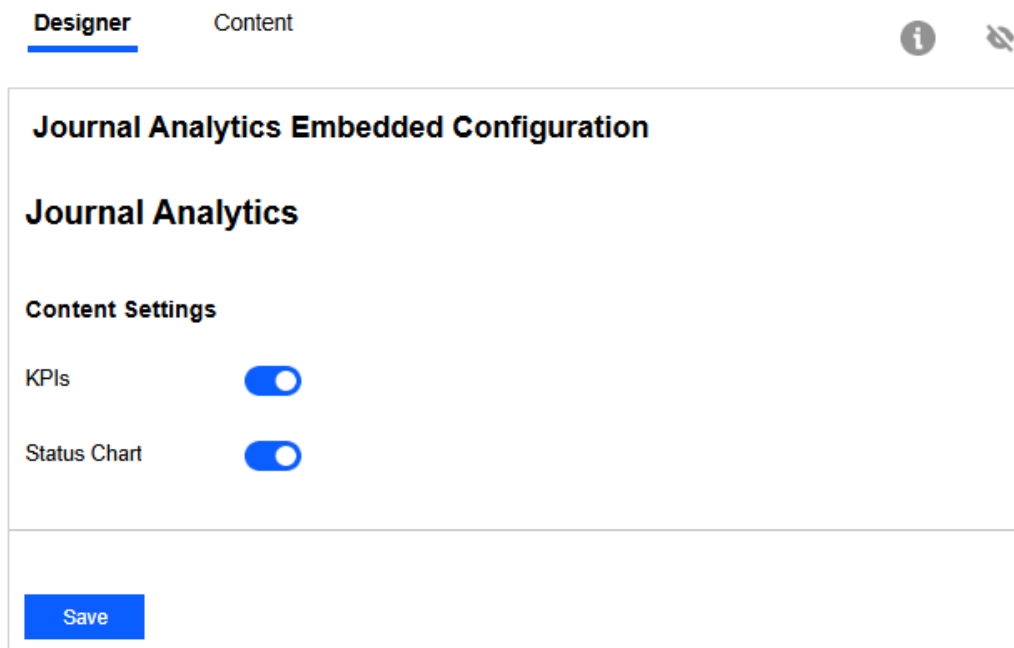 Designer Content
Journal Analytics Embedded Configuration
Journal Analytics
Content Settings
KPIs
Status Chart
Save